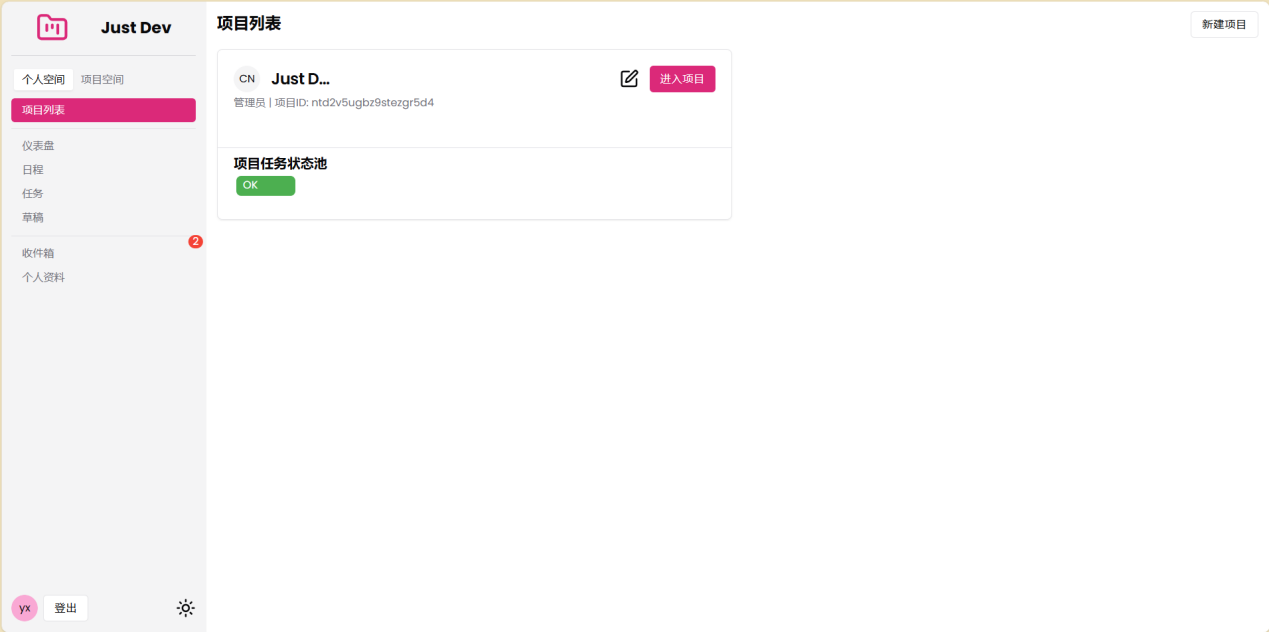 Just Dev
个人空间 项目空间
项目列表
仪表盘
日程
任务
草稿
2
收件箱
个人资料
yx 登出
项目列表
新建项目
CN Just D... 进入项目
管理员 | 项目ID: ntd2v5ugbz9stezgr5d4
项目任务状态池
OK